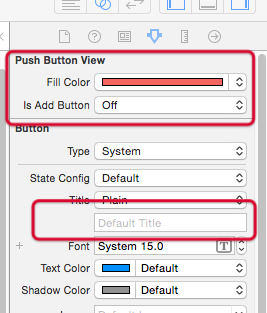 Push Button View
Fill Color
Is Add Button Off
Button
Type System
State Config Default
Title Plain
Default Title
Font System 15.0 T
Text Color Default
Shadow Color Default